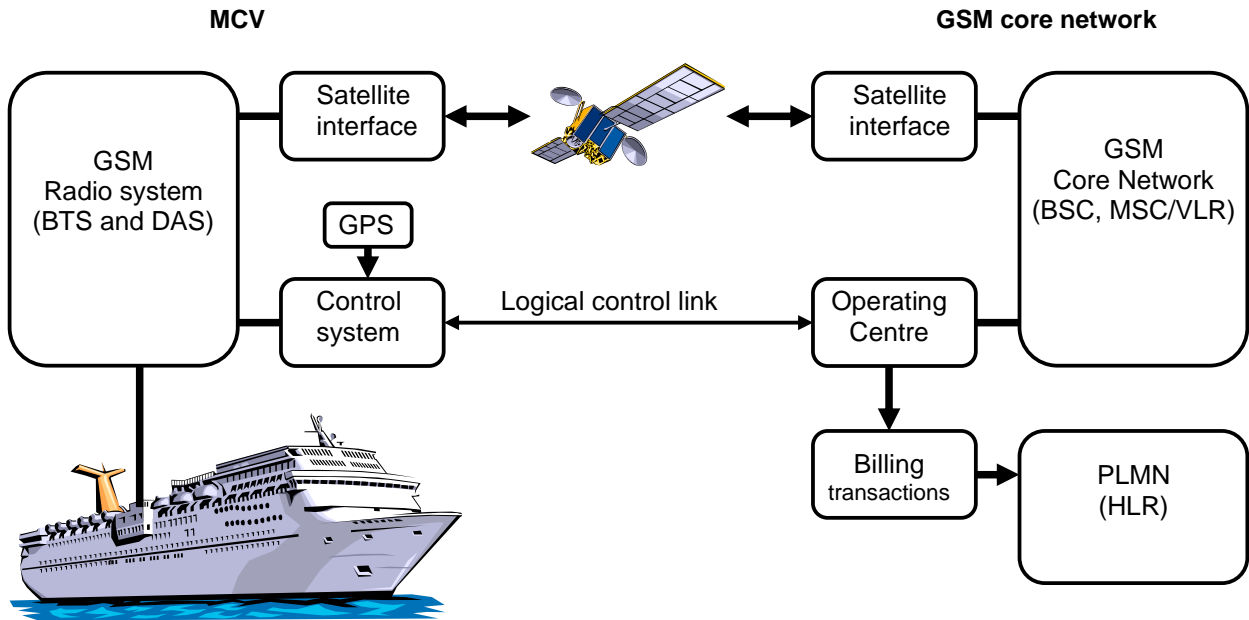 MCV
GSM core network
GSM
Radio system
(BTS and DAS)
Satellite
interface
Satellite
interface
GSM
Core Network
(BSC, MSC/VLR)
GPS
Control
system
Logical control link
Operating
Centre
Billing
transactions
PLMN
(HLR)